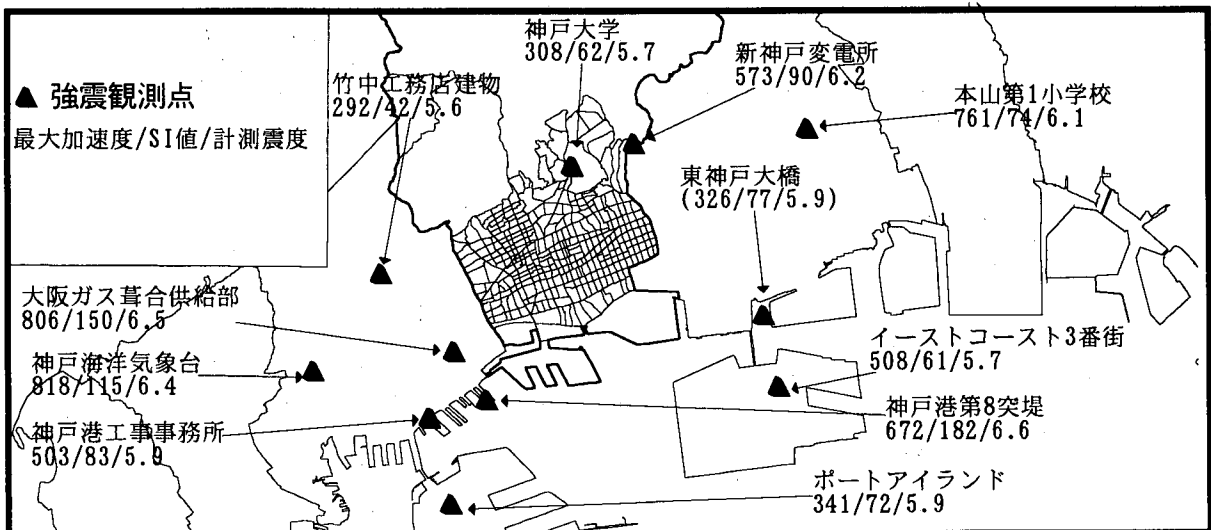 ▲ 強震観測点
最大加速度/SI値/計測震度
神戸大学
308/62/5.7
竹中工務店建物
292/42/5.6
新神戸変電所
573/90/6.2
本山第1小学校
761/74/6.1
東神戸大橋
(326/77/5.9)
大阪ガス葺合供給部
806/150/6.5
神戸海洋気象台
818/115/6.4
神戸港工事事務所
503/83/5.9
イーストコースト3番街
508/61/5.7
神戸港第8突堤
672/182/6.6
ポートアイランド
341/72/5.9